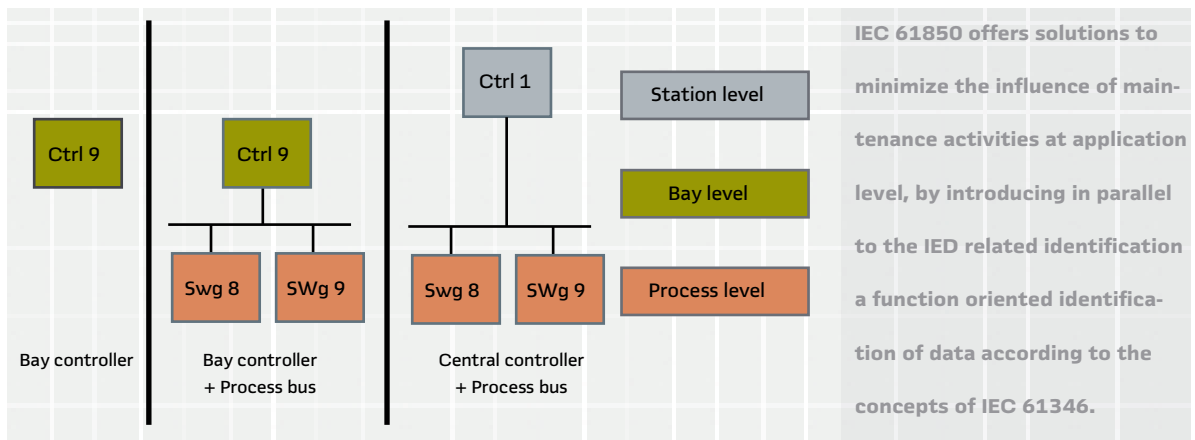 Ctrl 9
Bay controller
Ctrl 9
Swg 8 SWg 9
Bay controller
+ Process bus
Ctrl 1
Swg 8 SWg 9
Central controller
+ Process bus
Station level
Bay level
Process level
IEC 61850 offers solutions to
minimize the influence of main-
tenance activities at application
level, by introducing in parallel
to the IED related identification
a function oriented identifica-
tion of data according to the
concepts of IEC 61346.